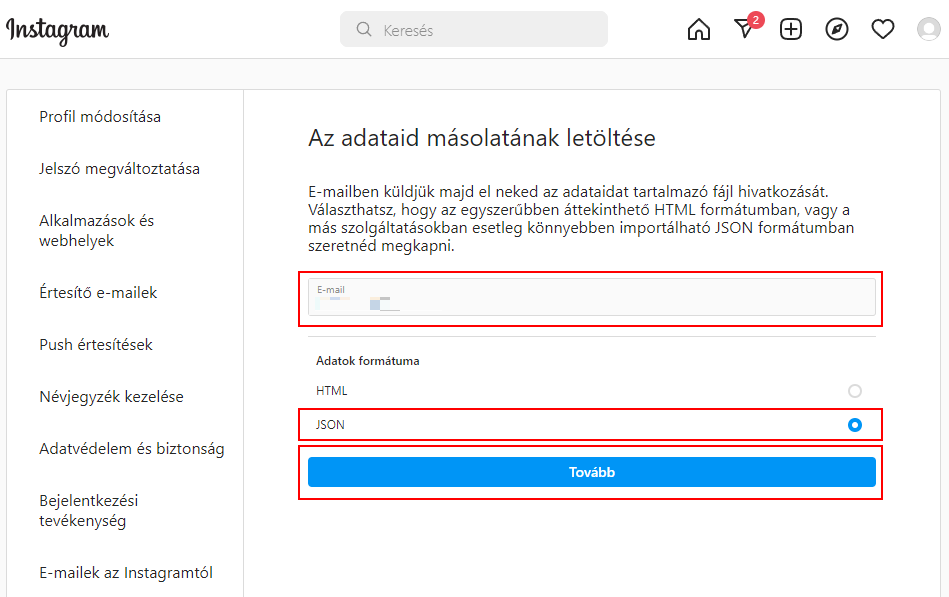 Instagram
Keresés
2
Profil módosítása
Jelszó megváltoztatása
Alkalmazások és
webhelyek
Értesítő e-mailek
Push értesítések
Névjegyzék kezelése
Adatvédelem és biztonság
Bejelentkezési
tevékenység
E-mailek az Instagramtól
Az adataid másolatának letöltése
E-mailben küldjük majd el neked az adataidat tartalmazó fájl hivatkozását.
Választhatsz, hogy az egyszerűbben áttekinthető HTML formátumban, vagy a
más szolgáltatásokban esetleg könnyebben importálható JSON formátumban
szeretnéd megkapni.
E-mail
Adatok formátuma
HTML
JSON
Tovább